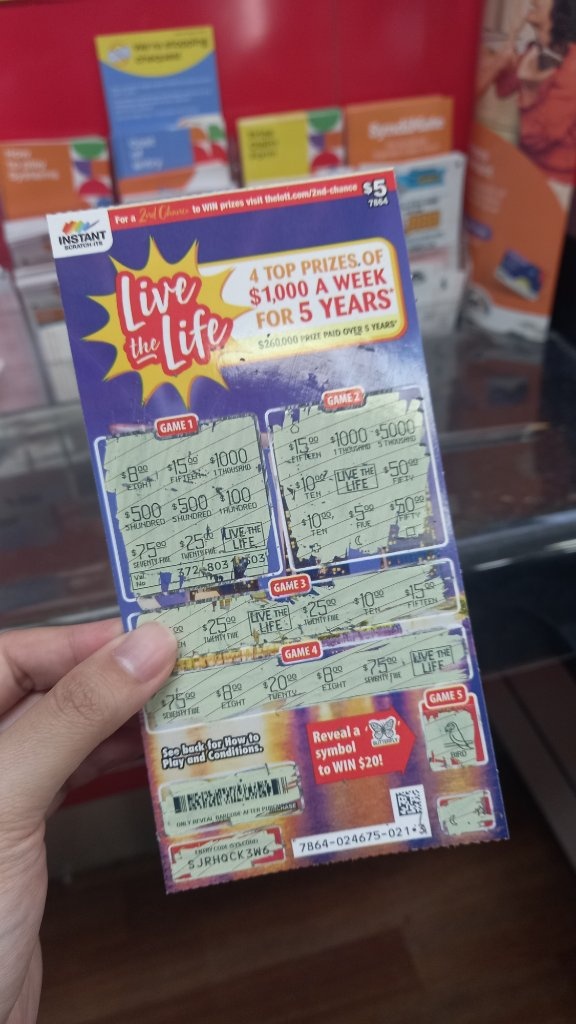 We're stopping
cheques
For a 2nd Chance to WIN prizes visit thelott.com/2nd-chance
$5
7864
INSTANT
SCRATCH-ITS
Live
the Life
4 TOP PRIZES OF
$1,000 A WEEK
FOR 5 YEARS*
$260,000 PRIZE PAID OVER 5 YEARS*
GAME 1
$8.00 $15.00 $1000
EIGHT FIFTEEN 1THOUSAND
$500 $500 $100
5HUNDRED 5HUNDRED 1HUNDRED
$75.00 $25.00 LIVE THE LIFE
SEVENTY FIVE TWENTY FIVE
GAME 2
$15.00 $1000 $5000
FIFTEEN 1THOUSAND 5THOUSAND
$10.00 LIVE THE LIFE $50.00
TEN FIFTY
$10.00 $5.00 $50.00
TEN FIVE FIFTY
GAME 3
$25.00 LIVE THE LIFE $25.00 $10.00 $15.00
TWENTY FIVE TWENTY FIVE TEN FIFTEEN
GAME 4
$75.00 $8.00 $20.00 $8.00 $75.00 LIVE THE LIFE
SEVENTY FIVE EIGHT TWENTY EIGHT SEVENTY FIVE
GAME 5
BIRD
Reveal a
symbol
to WIN $20!
BUTTERFLY
See back for How to
Play and Conditions.
ONLY REVEAL BARCODE AFTER PURCHASE
SJRHQCK3W6
7864-024675-021